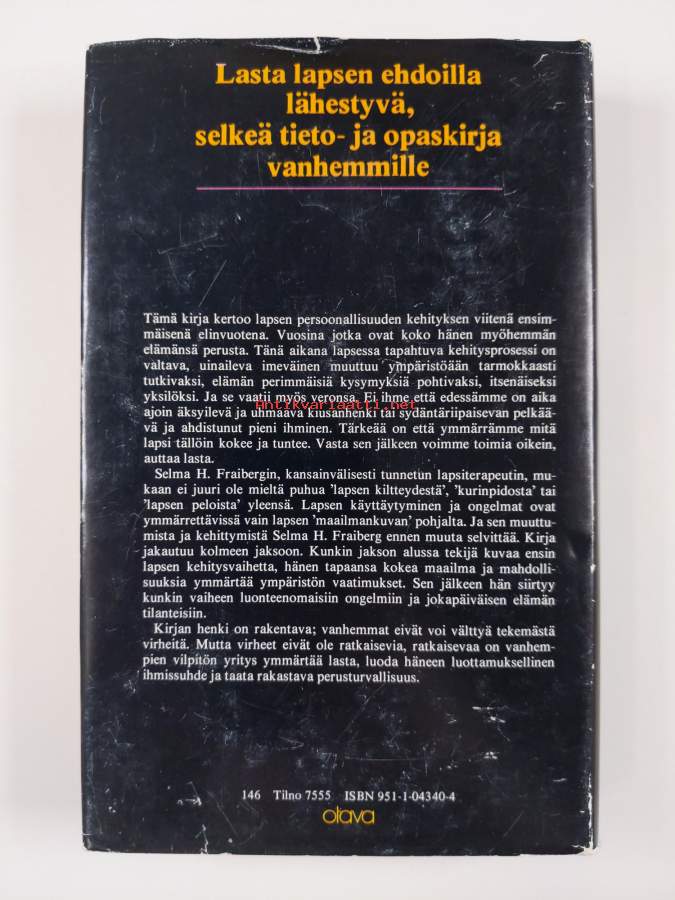 Lasta lapsen ehdoilla
lähestyvä,
selkeä tieto- ja opaskirja
vanhemmille
Tämä kirja kertoo lapsen persoonallisuuden kehityksen viitenä ensim-
mäisenä elinvuotena. Vuosina jotka ovat koko hänen myöhemmän
elämänsä perusta. Tänä aikana lapsessa tapahtuva kehitysprosessi on
valtava, uinaileva imeväinen muuttuu ympäristöään tarmokkaasti
tutkivaksi, elämän perimmäisiä kysymyksiä pohtivaksi, itsenäiseksi
yksilöksi. Ja se vaatii myös veronsa. Ei ihme että edessämme on aika
ajoin äksyilevä ja uhmaava kiusanhenki tai sydäntäriipaisevan pelkää-
Antikvariaatti.net
vä ja ahdistunut pieni ihminen. Tärkeää on että ymmärrämme mitä
lapsi tällöin kokee ja tuntee. Vasta sen jälkeen voimme toimia oikein,
auttaa lasta.
Selma H. Fraibergin, kansainvälisesti tunnetun lapsiterapeutin, mu-
kaan ei juuri ole mieltä puhua 'lapsen kiltteydestä', 'kurinpidosta' tai
'lapsen peloista' yleensä. Lapsen käyttäytyminen ja ongelmat ovat
ymmärrettävissä vain lapsen 'maailmankuvan' pohjalta. Ja sen muuttu-
mista ja kehittymistä Selma H. Fraiberg ennen muuta selvittää. Kirja
jakautuu kolmeen jaksoon. Kunkin jakson alussa tekijä kuvaa ensin
lapsen kehitysvaihetta, hänen tapaansa kokea maailma ja mahdolli-
suuksia ymmärtää ympäristön vaatimukset. Sen jälkeen hän siirtyy
kunkin vaiheen luonteenomaisiin ongelmiin ja jokapäiväisen elämän
tilanteisiin.
Kirjan henki on rakentava; vanhemmat eivät voi välttyä tekemästä
virheitä. Mutta virheet eivät ole ratkaisevia, ratkaisevaa on vanhem-
pien vilpitön yritys ymmärtää lasta, luoda häneen luottamuksellinen
ihmissuhde ja taata rakastava perusturvallisuus.
146 Tilno 7555 ISBN 951-1-04340-4
otava